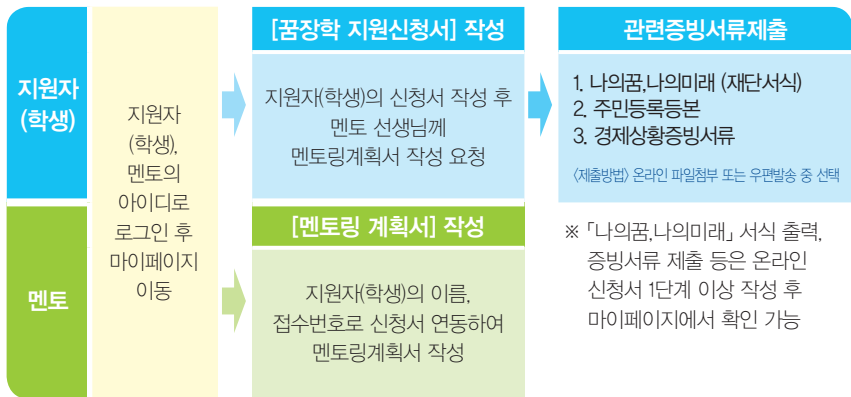 지원자
(학생)
멘토
지원자
(학생),
멘토의
아이디로
로그인 후
마이페이지
이동
[꿈장학 지원신청서] 작성
지원자(학생)의 신청서 작성 후
멘토 선생님께
멘토링계획서 작성 요청
[멘토링 계획서] 작성
지원자(학생)의 이름,
접수번호로 신청서 연동하여
멘토링계획서 작성
관련증빙서류제출
1. 나의꿈,나의미래 (재단서식)
2. 주민등록등본
3. 경제상황증빙서류
〈제출방법〉 온라인 파일첨부 또는 우편발송 중 선택
※ 「나의꿈,나의미래」 서식 출력,
증빙서류 제출 등은 온라인
신청서 1단계 이상 작성 후
마이페이지에서 확인 가능